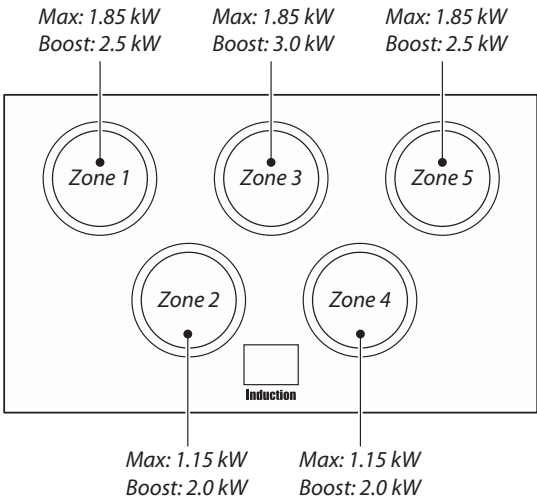 Max: 1.85 kW
Boost: 2.5 kW
Max: 1.85 kW
Boost: 3.0 kW
Max: 1.85 kW
Boost: 2.5 kW
Zone 1
Zone 3
Zone 5
Zone 2
Zone 4
Induction
Max: 1.15 kW
Boost: 2.0 kW
Max: 1.15 kW
Boost: 2.0 kW